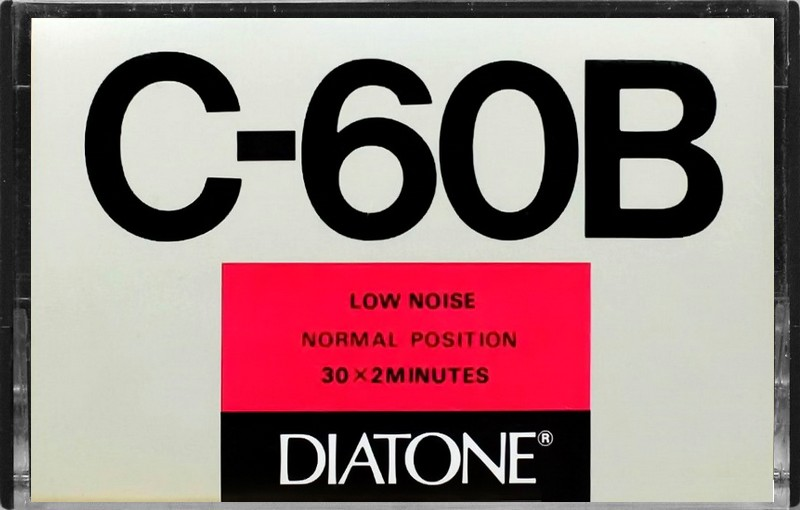 C-60B
LOW NOISE
NORMAL POSITION
30×2MINUTES
DIATONE®